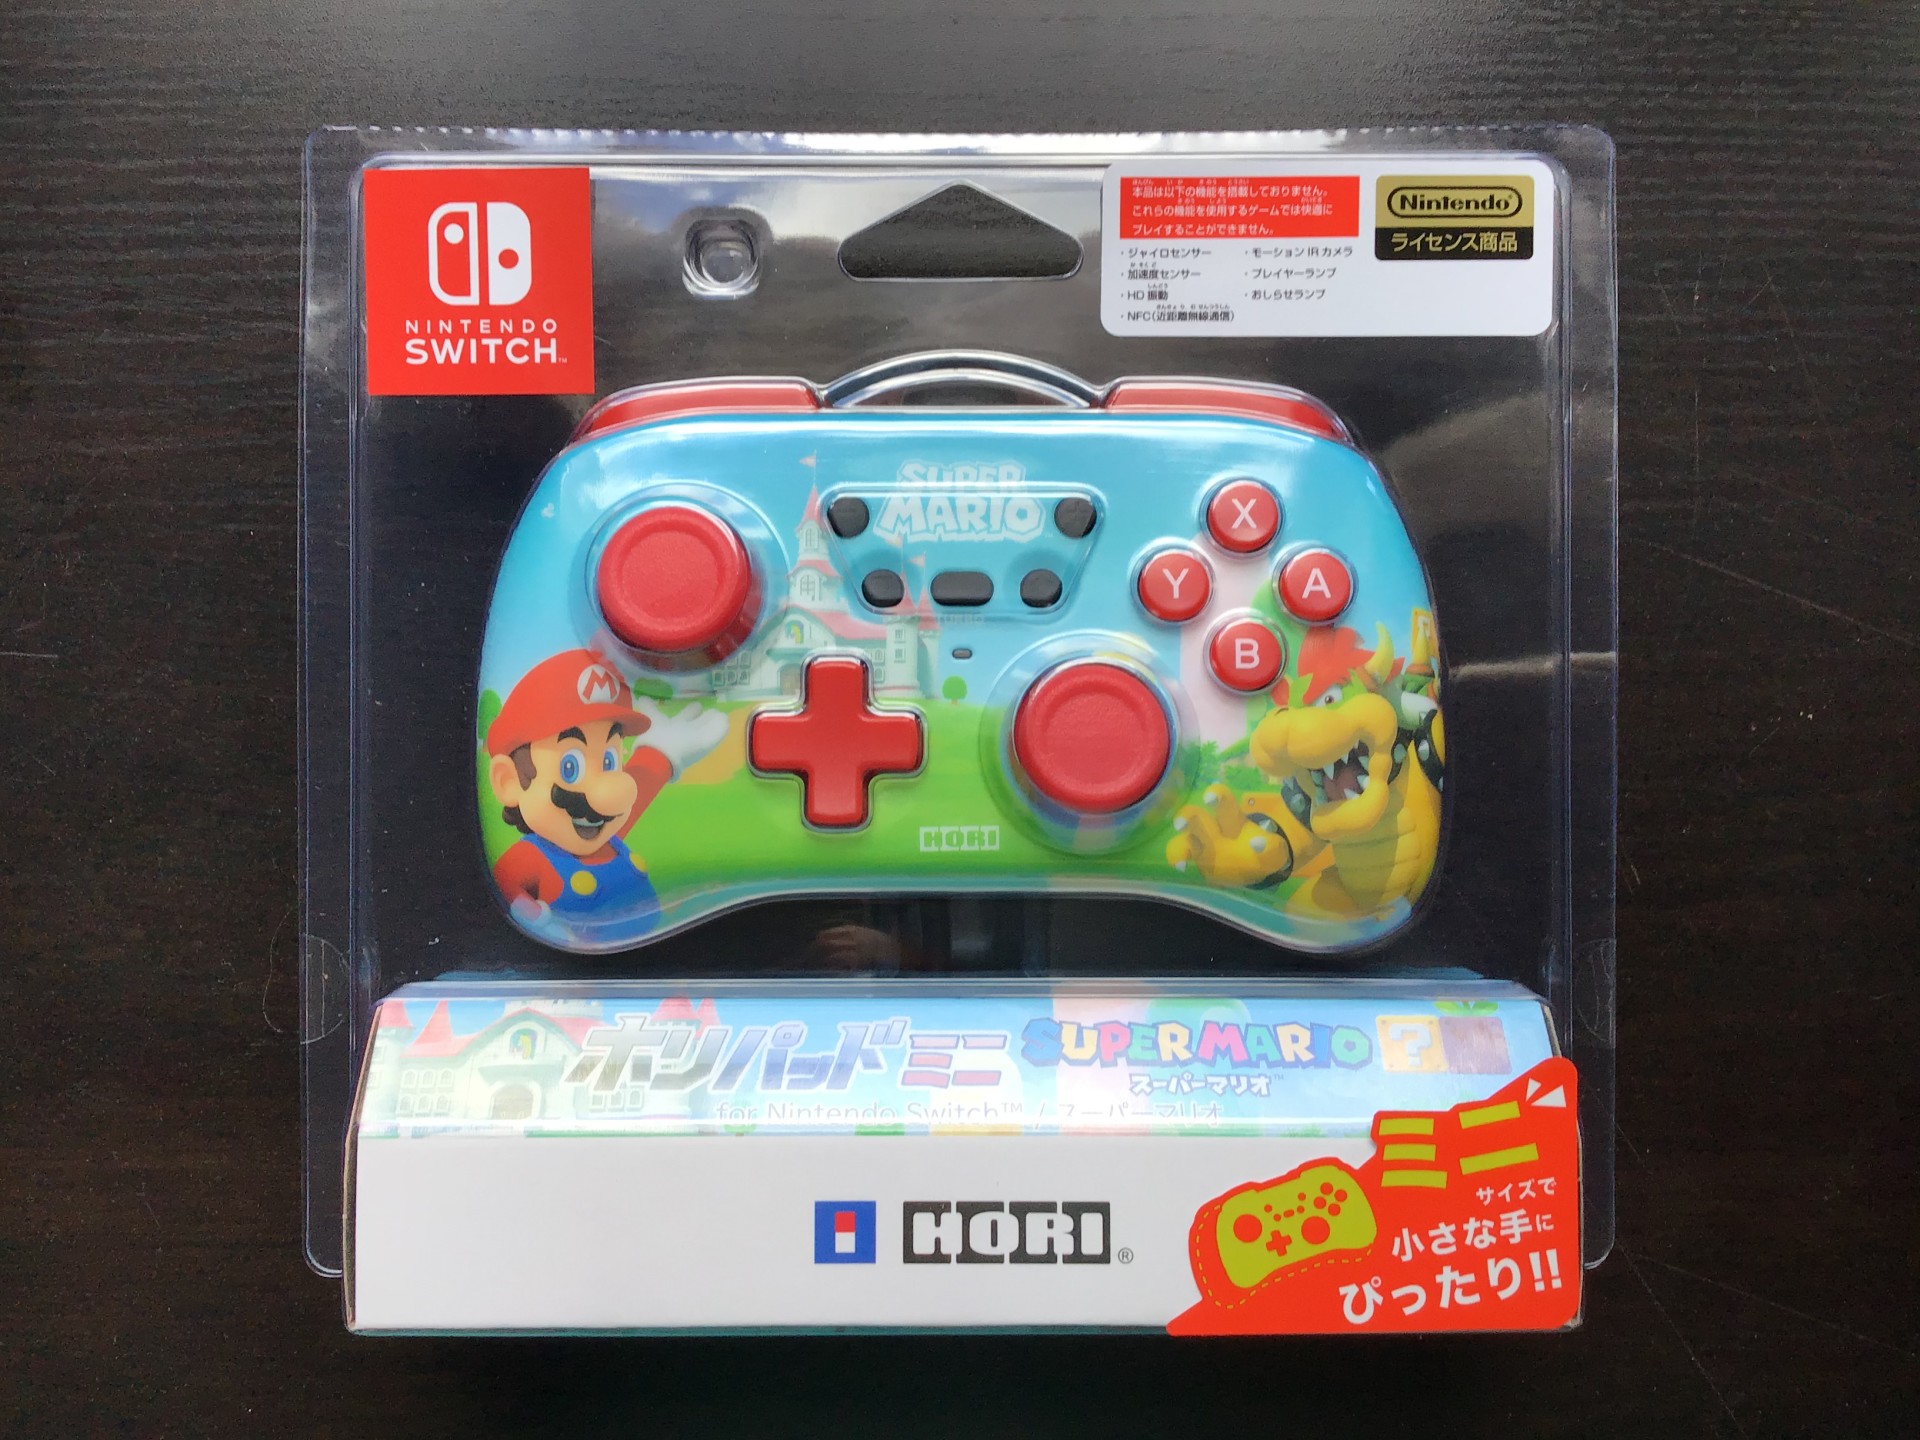 NINTENDO
SWITCH™
本品は以下の機能を搭載しておりません。
これらの機能を使用するゲームでは快適に
プレイすることができません。
・ジャイロセンサー
・加速度センサー
・HD 振動
・NFC(近距離無線通信)
・モーション IR カメラ
・プレイヤーランプ
・おしらせランプ
Nintendo
ライセンス商品
SUPER
MARIO
X
Y
A
B
TURBO
M
HORI
ホリパッド ミニ
SUPER MARIO
?
スーパーマリオ™
for Nintendo Switch™ / スーパーマリオ
HORI®
ミニ
サイズで
小さな手に
ぴったり!!